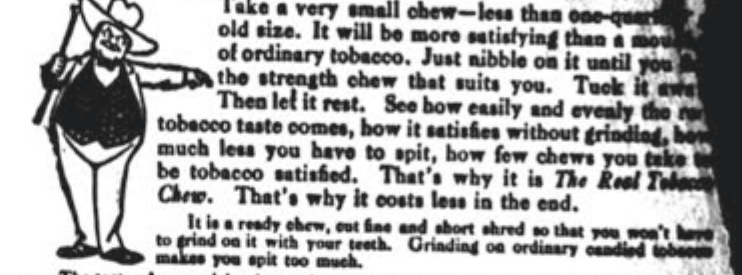 Take a very small chew—less than one-quarter
old size. It will be more satisfying than a
of ordinary tobacco. Just nibble on it until you
the strength chew that suits you. Tuck it
Then let it rest. See how easily and evenly the
tobacco taste comes, how it satisfies without grinding, how
much less you have to spit, how few chews you take to
be tobacco satisfied. That's why it is The Real Tobacco
Chew. That's why it costs less in the end.
It is a ready chew, cut fine and short shred so that you won't have
to grind on it with your teeth. Grinding on ordinary candied tobacco
makes you spit too much.